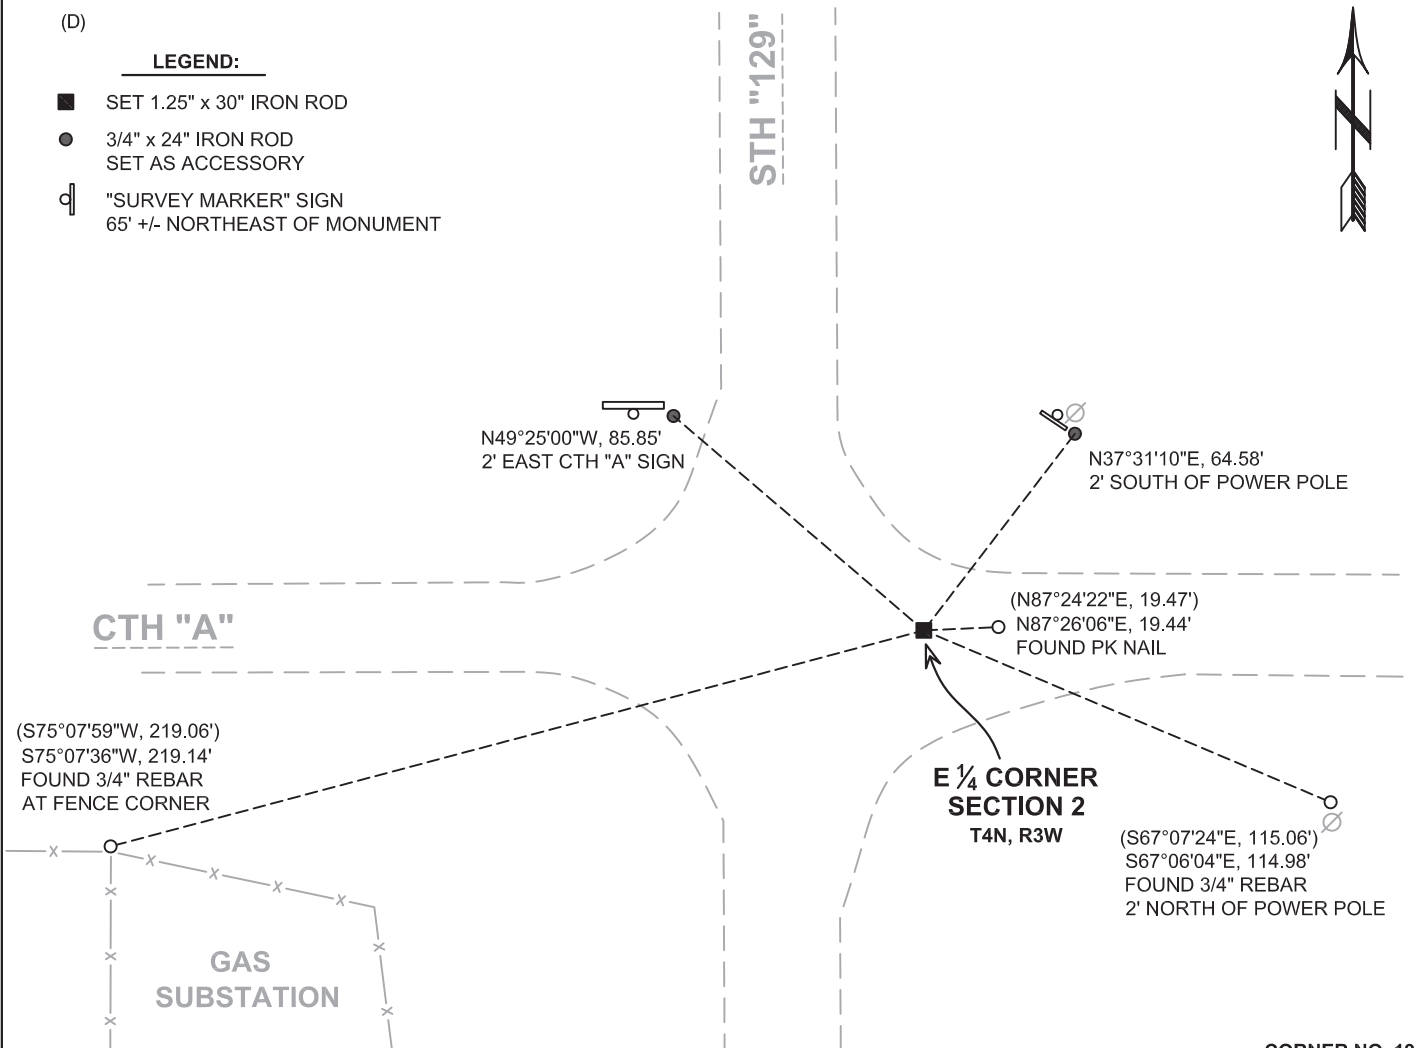 (D)
LEGEND:
SET 1.25" x 30" IRON ROD
3/4" x 24" IRON ROD
SET AS ACCESSORY
"SURVEY MARKER" SIGN
65' +/- NORTHEAST OF MONUMENT
STH "129"
N
N49°25'00"W, 85.85'
2' EAST CTH "A" SIGN
N37°31'10"E, 64.58'
2' SOUTH OF POWER POLE
(N87°24'22"E, 19.47')
N87°26'06"E, 19.44'
FOUND PK NAIL
CTH "A"
(S75°07'59"W, 219.06')
S75°07'36"W, 219.14'
FOUND 3/4" REBAR
AT FENCE CORNER
E 1/4 CORNER
SECTION 2
T4N, R3W
(S67°07'24"E, 115.06')
S67°06'04"E, 114.98'
FOUND 3/4" REBAR
2' NORTH OF POWER POLE
GAS
SUBSTATION
CORNER NO.